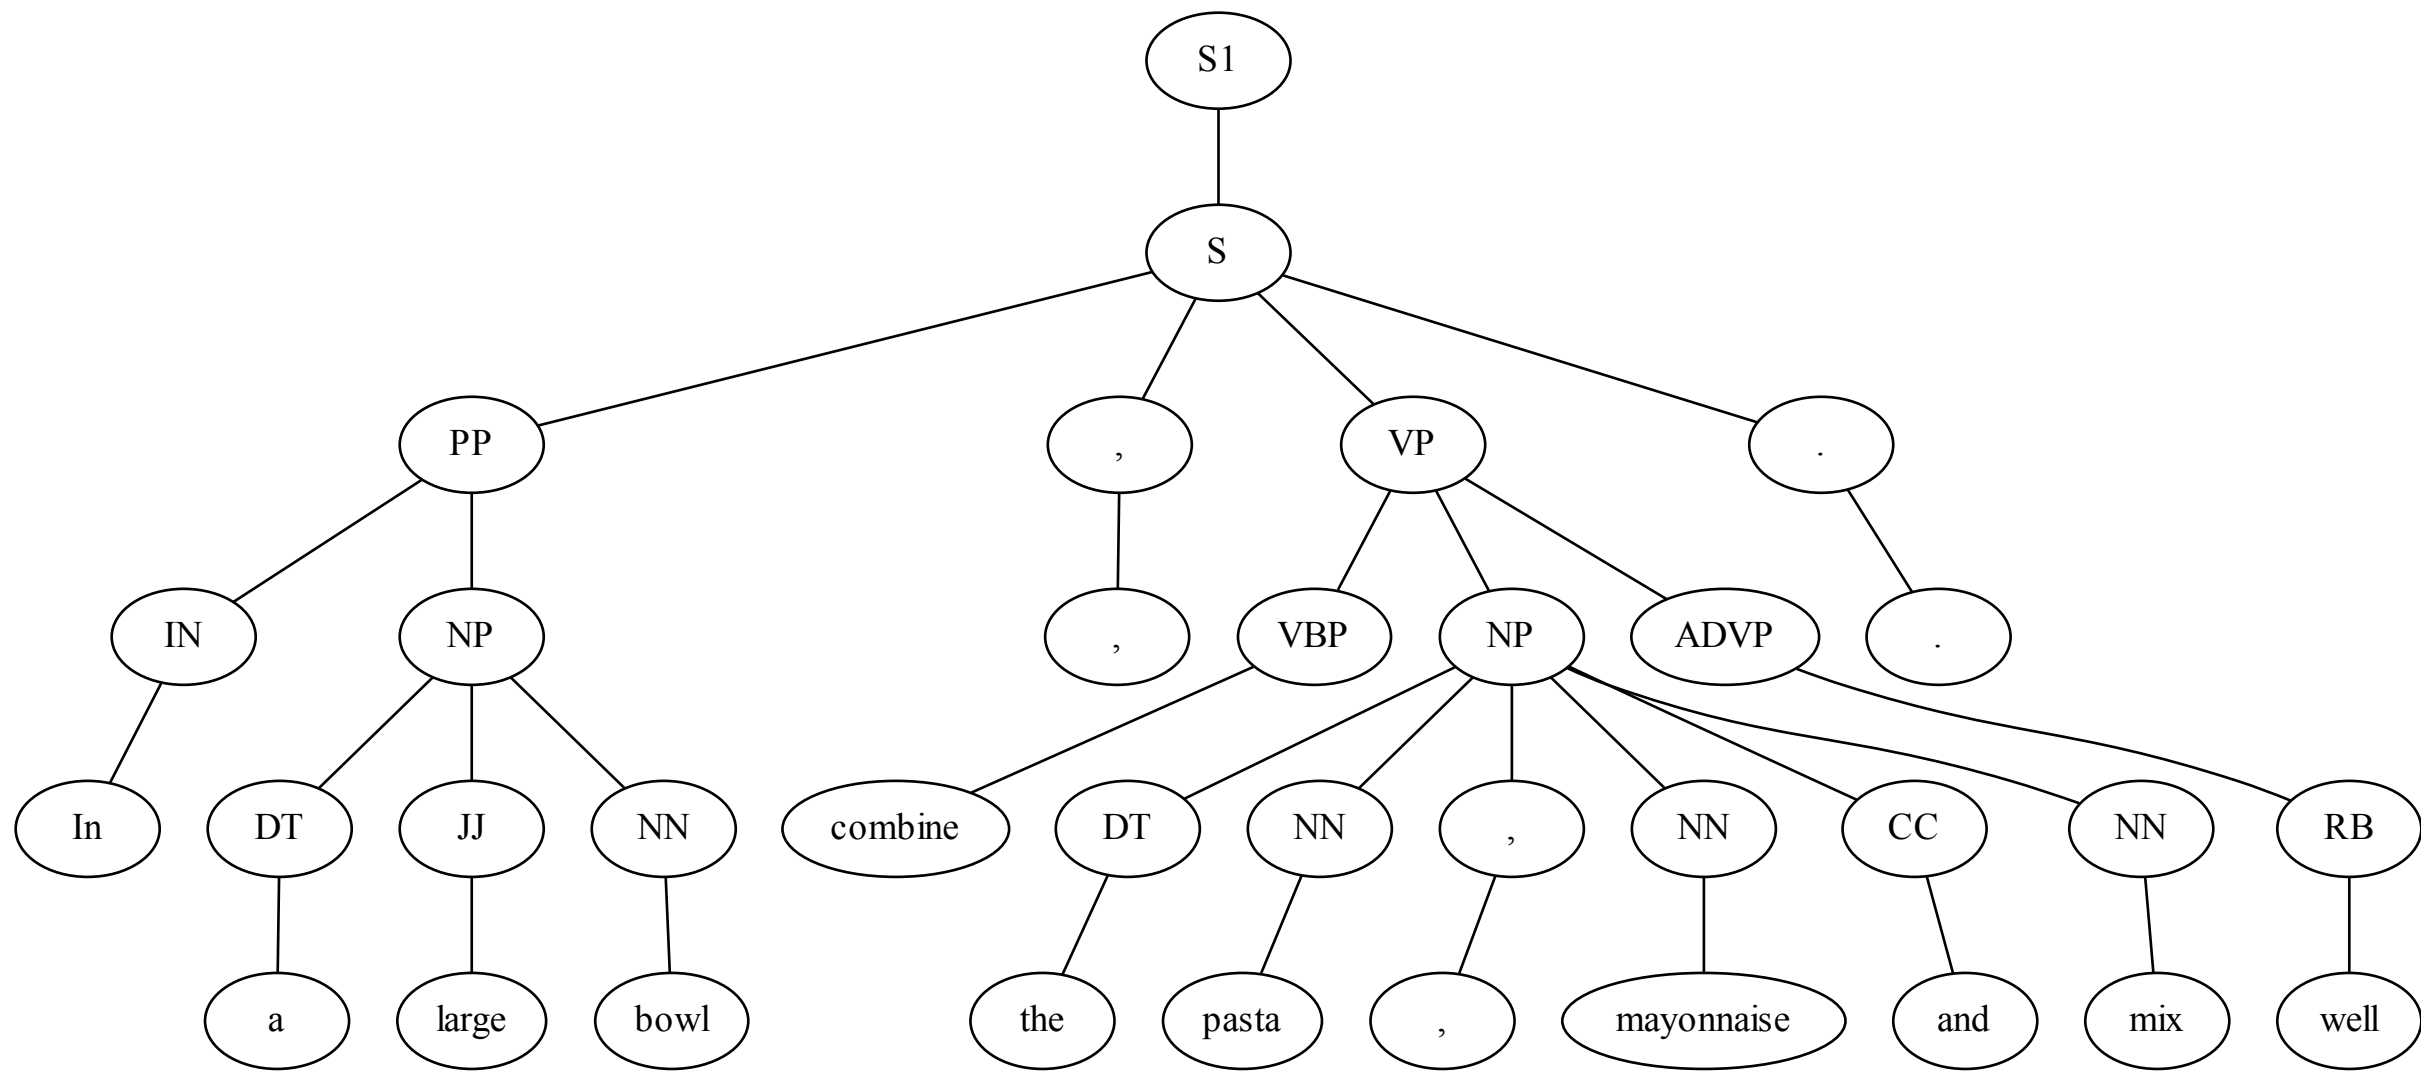 S1
S
PP , VP .
IN NP , VBP NP ADVP .
In DT JJ NN combine DT NN , NN CC NN RB
a large bowl the pasta , mayonnaise and mix well